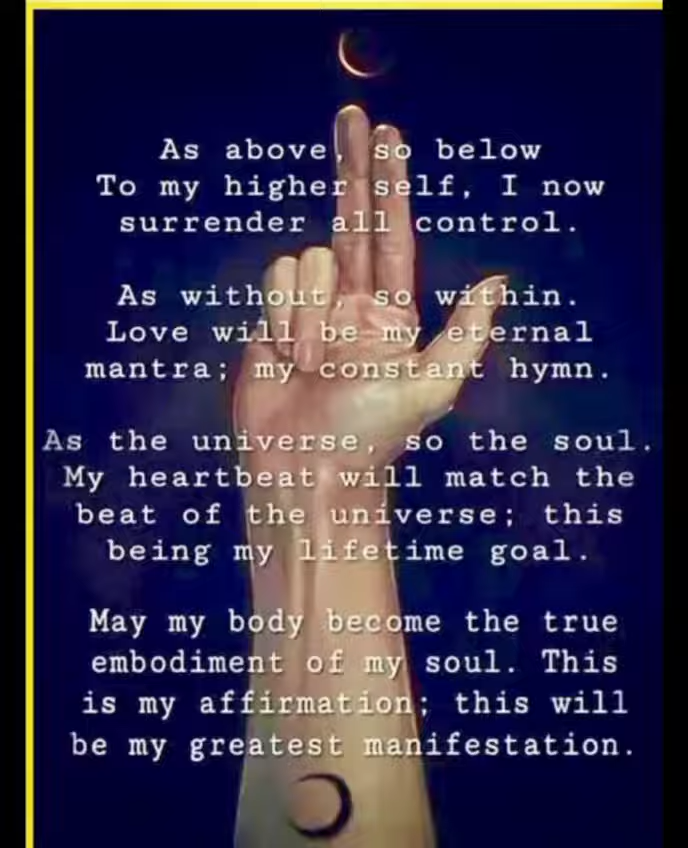 As above, so below
To my higher self, I now
surrender all control.
As without, so within.
Love will be my eternal
mantra; my constant hymn.
As the universe, so the soul.
My heartbeat will match the
beat of the universe; this
being my lifetime goal.
May my body become the true
embodiment of my soul. This
is my affirmation; this will
be my greatest manifestation.